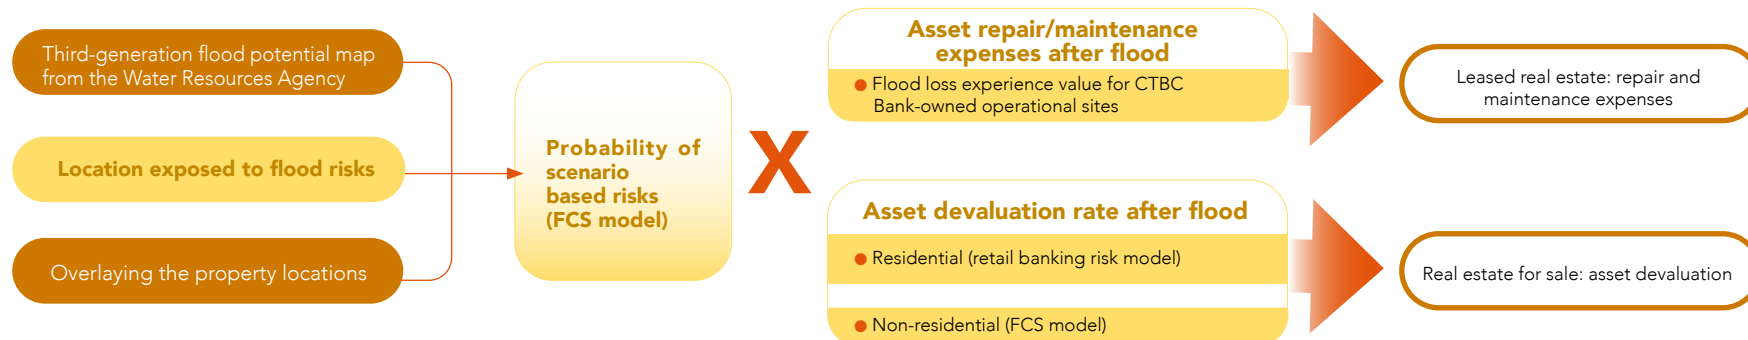 Third-generation flood potential map
from the Water Resources Agency
Location exposed to flood risks
Overlaying the property locations
Probability of
scenario
based risks
(FCS model)
X
Asset repair/maintenance
expenses after flood
● Flood loss experience value for CTBC
Bank-owned operational sites
Asset devaluation rate after flood
● Residential (retail banking risk model)
● Non-residential (FCS model)
Leased real estate: repair and
maintenance expenses
Real estate for sale: asset devaluation